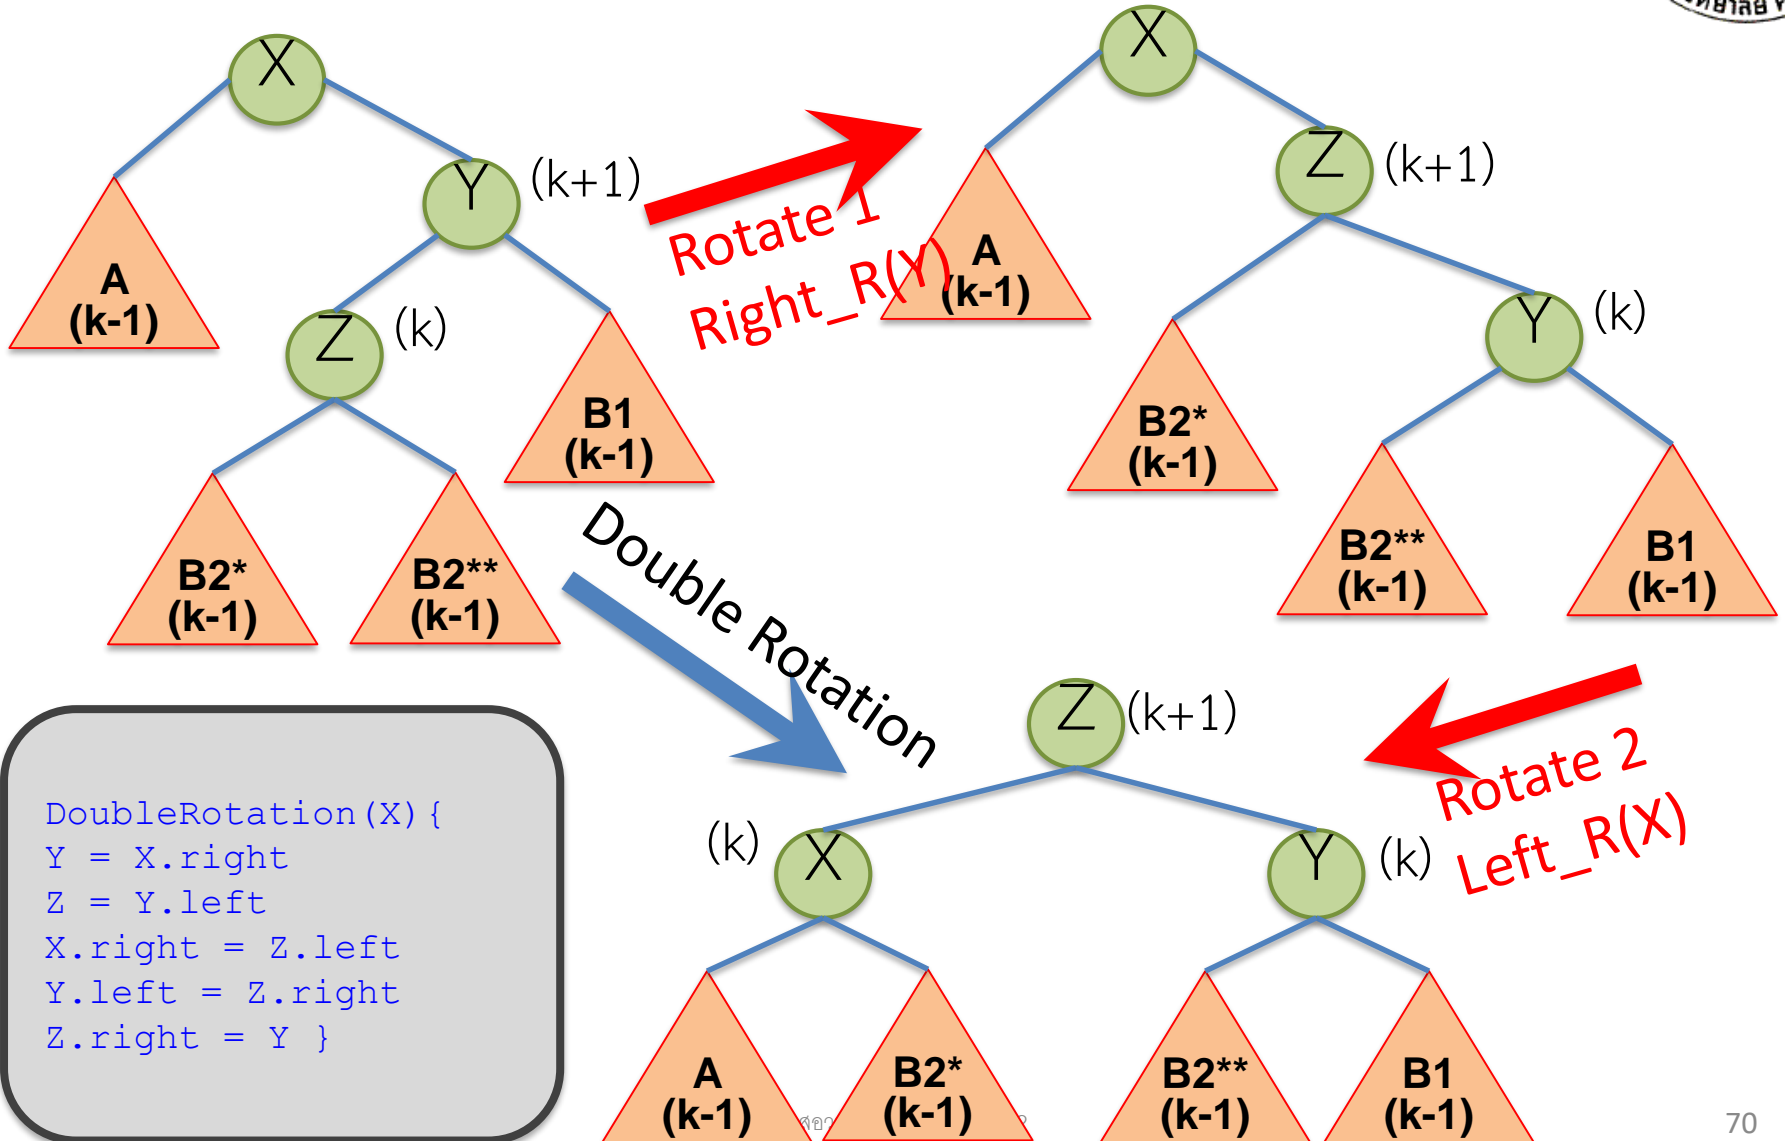 X
Y
(k+1)
A
(k-1)
Z
(k)
B1
(k-1)
B2*
(k-1)
B2**
(k-1)
Rotate 1
Right_R(Y)
X
Z
(k+1)
A
(k-1)
Y
(k)
B2*
(k-1)
B2**
(k-1)
B1
(k-1)
Double Rotation
Rotate 2
Left_R(X)
Z
(k+1)
(k)
X
Y
(k)
A
(k-1)
B2*
(k-1)
B2**
(k-1)
B1
(k-1)
DoubleRotation(X){
Y = X.right
Z = Y.left
X.right = Z.left
Y.left = Z.right
Z.right = Y }
70